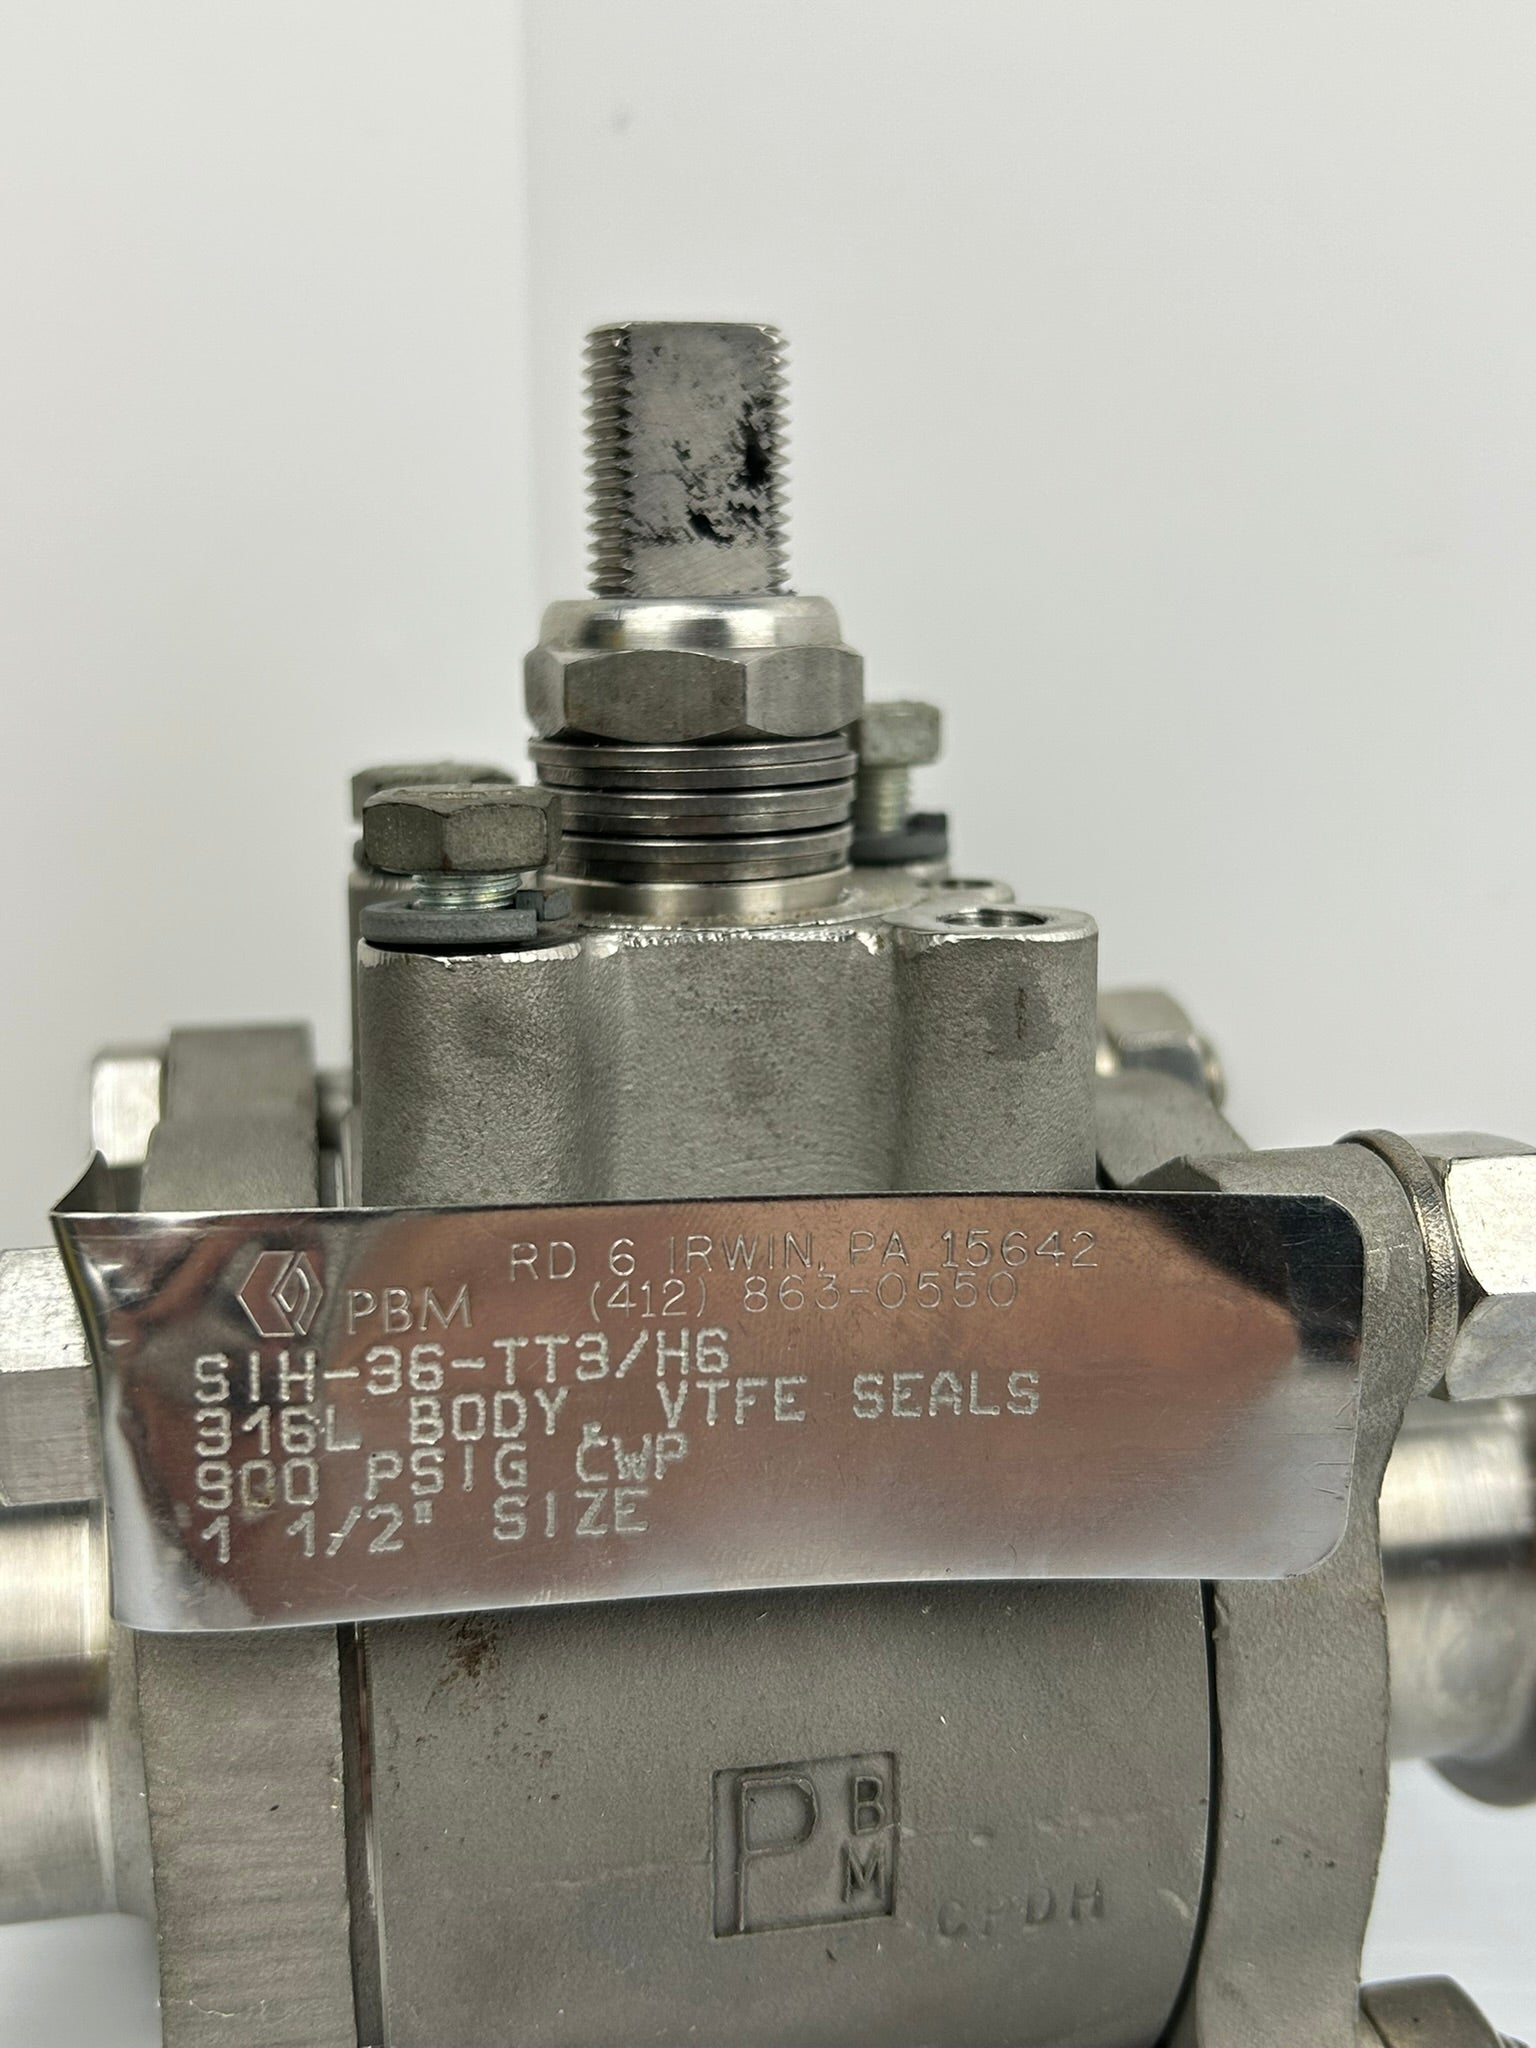 RD 6 IRWIN, PA 15642
PBM (412) 863-0550
SIH-36-TT3/H6
316L BODY, VTFE SEALS
900 PSIG CWP
1 1/2" SIZE
P B M
CPDH